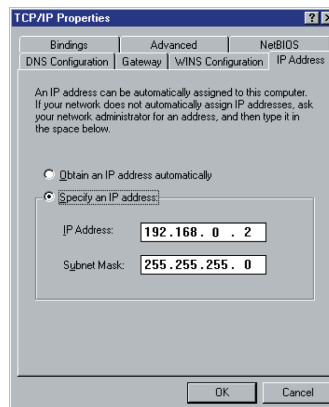 TCP/IP Properties
Bindings Advanced NetBIOS
DNS Configuration Gateway WINS Configuration IP Address
An IP address can be automatically assigned to this computer.
If your network does not automatically assign IP addresses, ask
your network administrator for an address, and then type it in
the space below.
Obtain an IP address automatically
Specify an IP address:
IP Address: 192.168. 0 . 2
Subnet Mask: 255.255.255. 0
OK Cancel